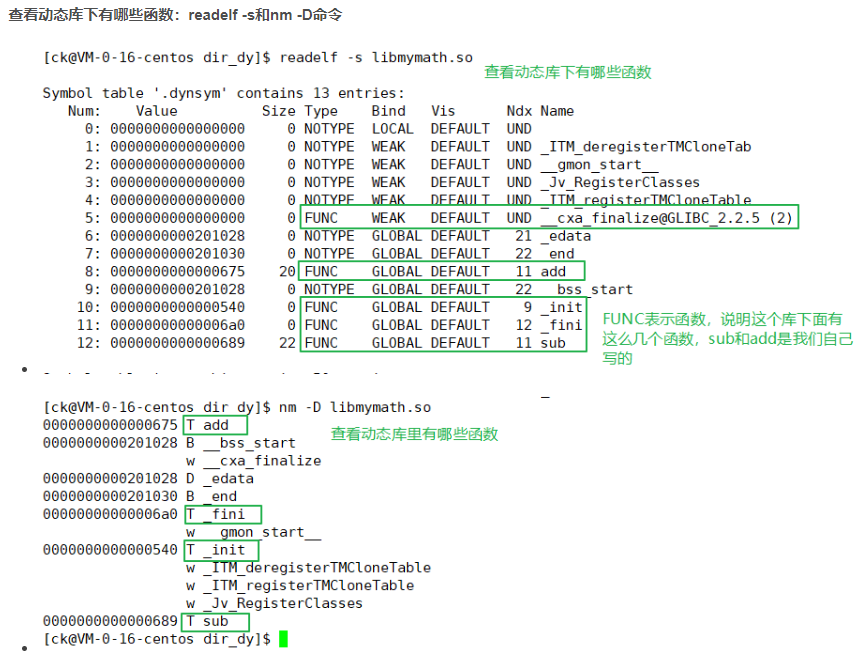 查看动态库下有哪些函数：readelf -s和nm -D命令
[ck@VM-0-16-centos dir_dy]$ readelf -s libmymath.so
查看动态库下有哪些函数
Symbol table '.dynsym' contains 13 entries:
Num: Value Size Type Bind Vis Ndx Name
0: 0000000000000000 0 NOTYPE LOCAL DEFAULT UND
1: 0000000000000000 0 NOTYPE WEAK DEFAULT UND _ITM_deregisterTMCloneTab
2: 0000000000000000 0 NOTYPE WEAK DEFAULT UND __gmon_start__
3: 0000000000000000 0 NOTYPE WEAK DEFAULT UND _Jv_RegisterClasses
4: 0000000000000000 0 NOTYPE WEAK DEFAULT UND _ITM_registerTMCloneTable
5: 0000000000000000 0 FUNC WEAK DEFAULT UND __cxa_finalize@GLIBC_2.2.5 (2)
6: 0000000000201028 0 NOTYPE GLOBAL DEFAULT 21 _edata
7: 0000000000201030 0 NOTYPE GLOBAL DEFAULT 22 _end
8: 0000000000000675 20 FUNC GLOBAL DEFAULT 11 add
9: 0000000000201028 0 NOTYPE GLOBAL DEFAULT 22 __bss_start
10: 0000000000000540 0 FUNC GLOBAL DEFAULT 9 _init
11: 00000000000006a0 0 FUNC GLOBAL DEFAULT 12 _fini
12: 0000000000000689 22 FUNC GLOBAL DEFAULT 11 sub
FUNC表示函数，说明这个库下面有
这么几个函数，sub和add是我们自己
写的
[ck@VM-0-16-centos dir_dy]$ nm -D libmymath.so
查看动态库里有哪些函数
0000000000000675 T add
0000000000201028 B __bss_start
w __cxa_finalize
0000000000201028 D _edata
0000000000201030 B _end
00000000000006a0 T _fini
w __gmon_start__
0000000000000540 T _init
w _ITM_deregisterTMCloneTable
w _ITM_registerTMCloneTable
w _Jv_RegisterClasses
0000000000000689 T sub
[ck@VM-0-16-centos dir_dy]$